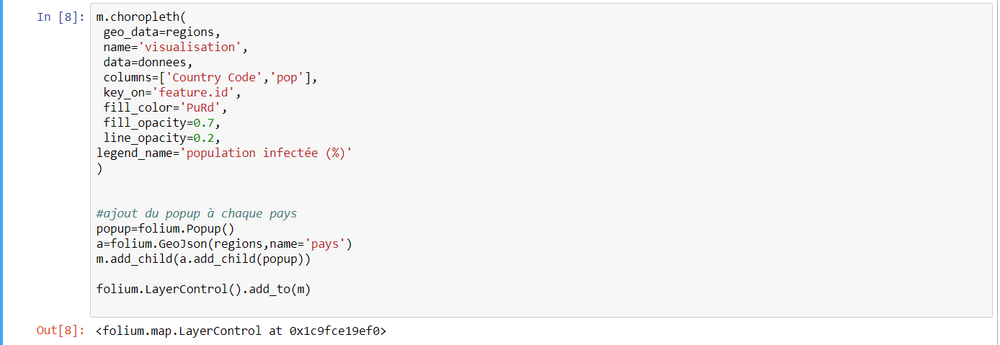 In [8]: m.choropleth(
geo_data=regions,
name='visualisation',
data=donnees,
columns=['Country Code','pop'],
key_on='feature.id',
fill_color='PuRd',
fill_opacity=0.7,
line_opacity=0.2,
legend_name='population infectée (%)'
)
#ajout du popup à chaque pays
popup=folium.Popup()
a=folium.GeoJson(regions,name='pays')
m.add_child(a.add_child(popup))
folium.LayerControl().add_to(m)
Out[8]: <folium.map.LayerControl at 0x1c9fce19ef0>